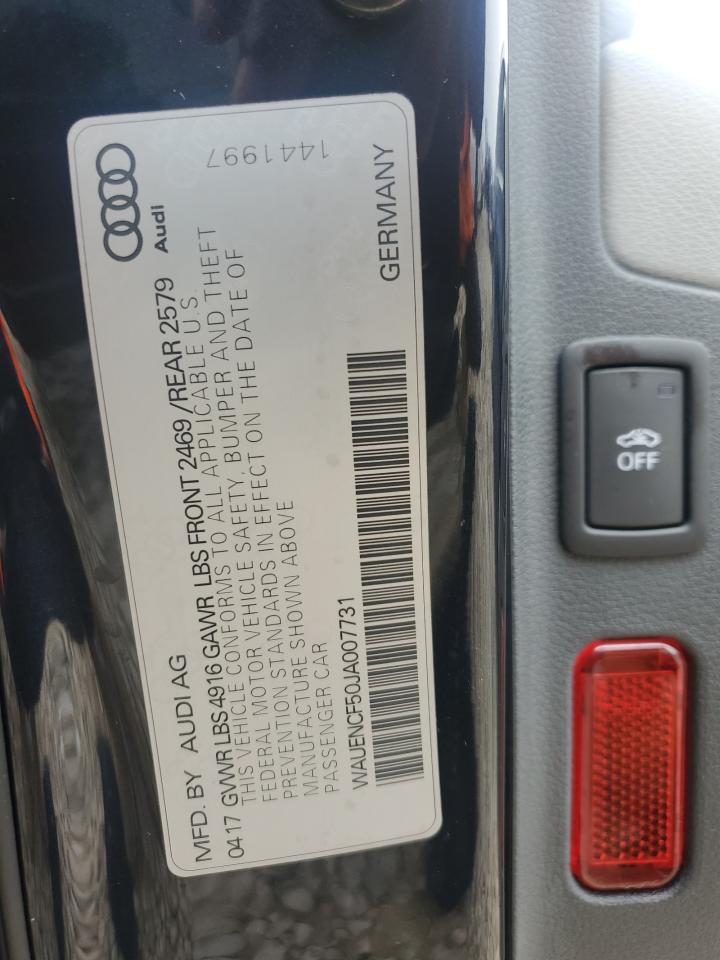 MFD. BY AUDI AG
0417 GVWR LBS 4916 GAWR LBS FRONT 2469 /REAR 2579
THIS VEHICLE CONFORMS TO ALL APPLICABLE U.S.
FEDERAL MOTOR VEHICLE SAFETY, BUMPER AND THEFT
PREVENTION STANDARDS IN EFFECT ON THE DATE OF
MANUFACTURE SHOWN ABOVE
PASSENGER CAR
WAUENCF50JA007731
Audi
1441997
GERMANY
OFF